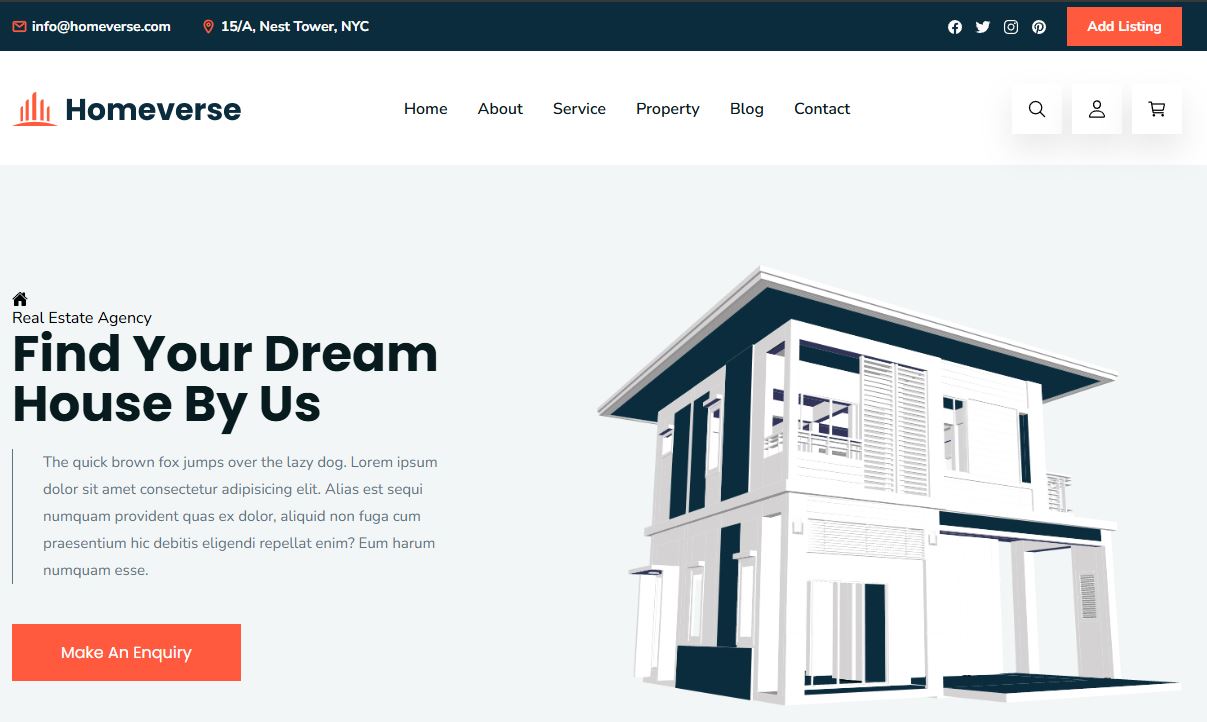 info@homeverse.com 15/A, Nest Tower, NYC Add Listing
Homeverse Home About Service Property Blog Contact
Real Estate Agency
Find Your Dream
House By Us
The quick brown fox jumps over the lazy dog. Lorem ipsum
dolor sit amet consectetur adipisicing elit. Alias est sequi
numquam provident quas ex dolor, aliquid non fuga cum
praesentium hic debitis eligendi repellat enim? Eum harum
numquam esse.
Make An Enquiry